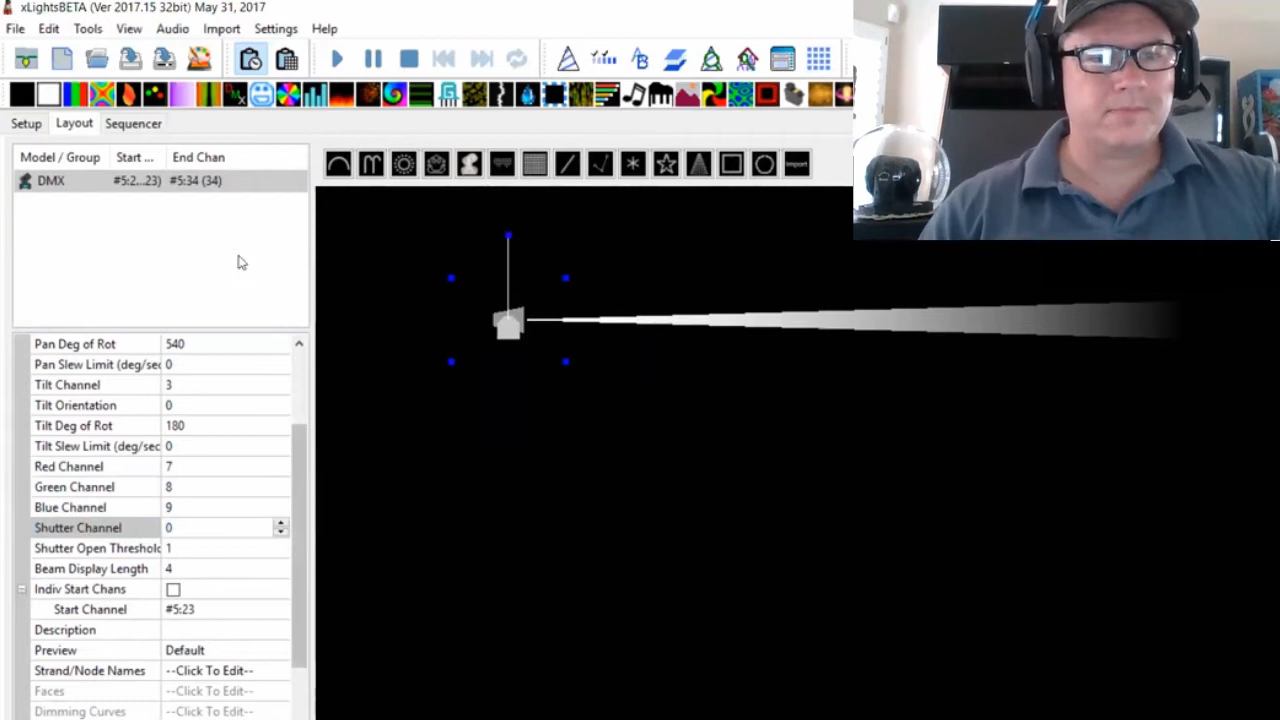 xLightsBETA (Ver 2017.15 32bit) May 31, 2017
File Edit Tools View Audio Import Settings Help
Setup Layout Sequencer
Model / Group Start ... End Chan
DMX #5:2...23) #5:34 (34)
Import
Pan Deg of Rot 540
Pan Slew Limit (deg/sec 0
Tilt Channel 3
Tilt Orientation 0
Tilt Deg of Rot 180
Tilt Slew Limit (deg/sec 0
Red Channel 7
Green Channel 8
Blue Channel 9
Shutter Channel 0
Shutter Open Threshold 1
Beam Display Length 4
Indiv Start Chans
Start Channel #5:23
Description
Preview Default
Strand/Node Names --Click To Edit--
Faces --Click To Edit--
Dimming Curves --Click To Edit--